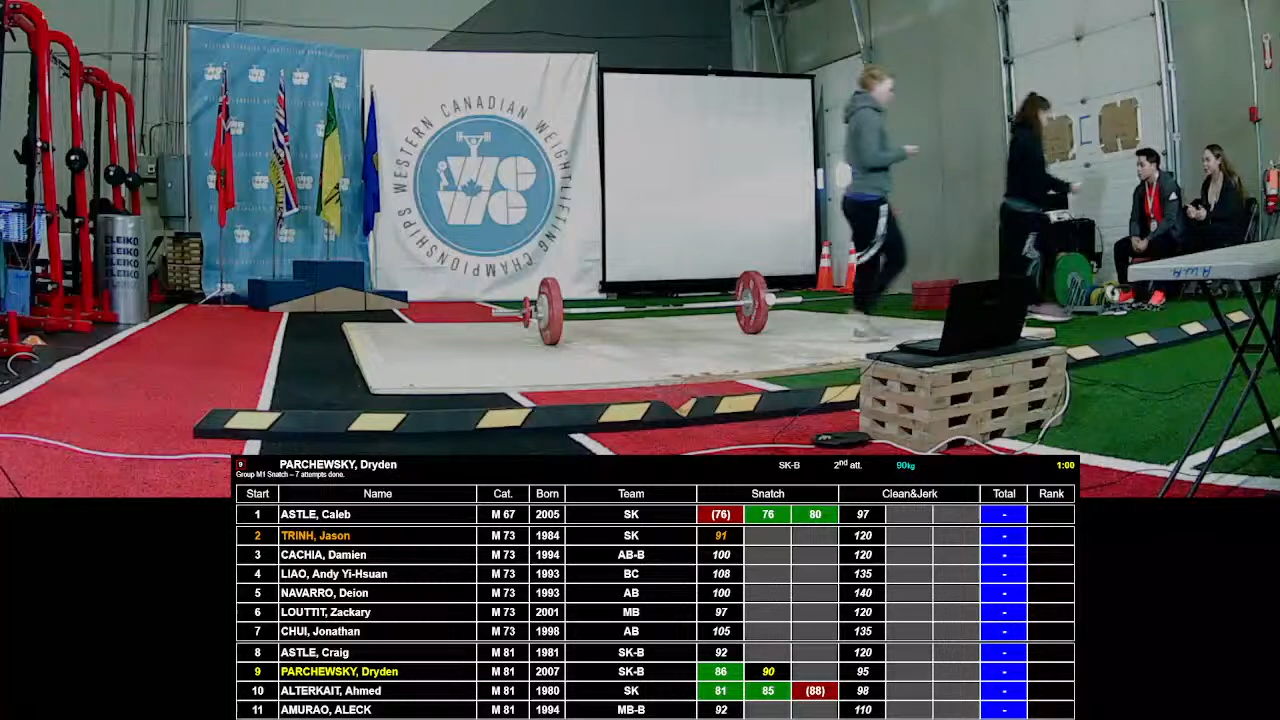 WESTERN CANADIAN WEIGHTLIFTING CHAMPIONSHIPS
WC
WC
ELEIKO
ELEIKO
ELEIKO
ELEIKO
9 PARCHEWSKY, Dryden SK-B 2nd att. 90kg 1:00
Group M1 Snatch – 7 attempts done.
Start Name Cat. Born Team Snatch Clean&Jerk Total Rank
1 ASTLE, Caleb M 67 2005 SK (76) 76 80 97 -
2 TRINH, Jason M 73 1984 SK 91 120 -
3 CACHIA, Damien M 73 1994 AB-B 100 120 -
4 LIAO, Andy Yi-Hsuan M 73 1993 BC 108 135 -
5 NAVARRO, Deion M 73 1993 AB 100 140 -
6 LOUTTIT, Zackary M 73 2001 MB 97 120 -
7 CHUI, Jonathan M 73 1998 AB 105 135 -
8 ASTLE, Craig M 81 1981 SK-B 92 120 -
9 PARCHEWSKY, Dryden M 81 2007 SK-B 86 90 95 -
10 ALTERKAIT, Ahmed M 81 1980 SK 81 85 (88) 98 -
11 AMURAO, ALECK M 81 1994 MB-B 92 110 -